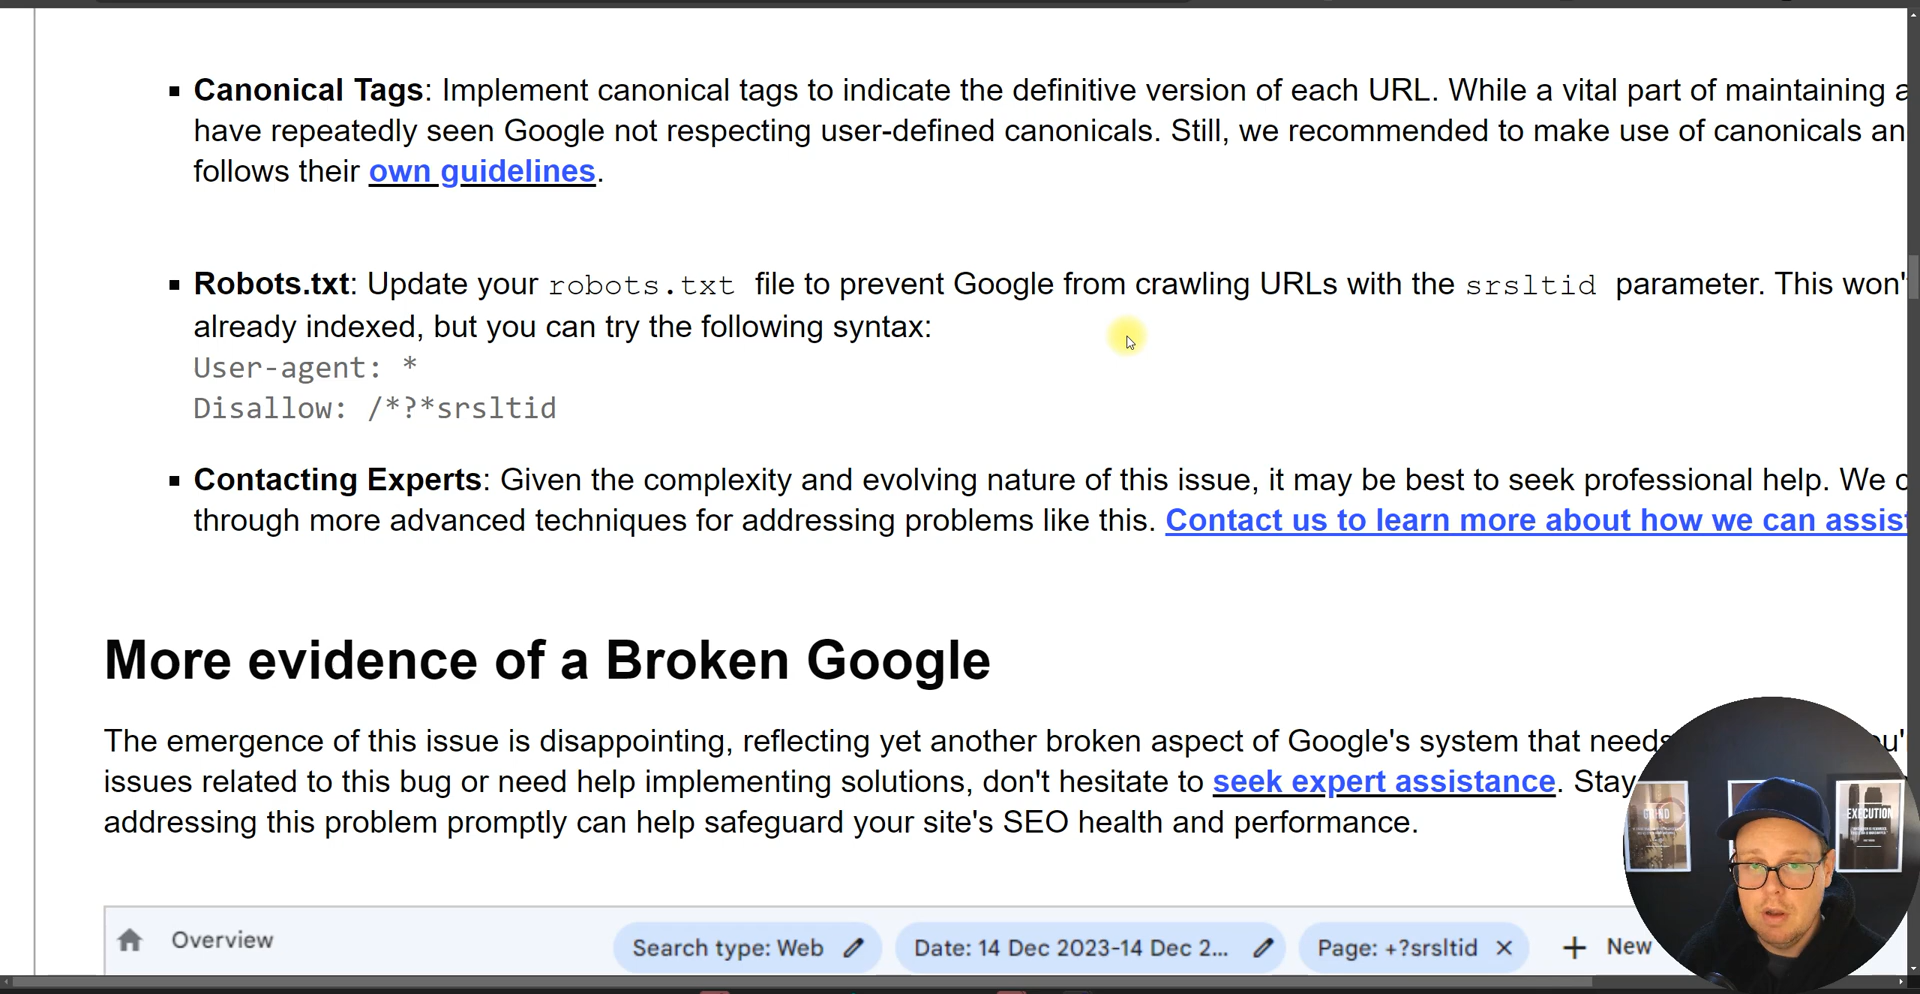 Canonical Tags: Implement canonical tags to indicate the definitive version of each URL. While a vital part of maintaining a
have repeatedly seen Google not respecting user-defined canonicals. Still, we recommended to make use of canonicals an
follows their own guidelines.
Robots.txt: Update your robots.txt file to prevent Google from crawling URLs with the srsltid parameter. This won'
already indexed, but you can try the following syntax:
User-agent: *
Disallow: /*?*srsltid
Contacting Experts: Given the complexity and evolving nature of this issue, it may be best to seek professional help. We c
through more advanced techniques for addressing problems like this. Contact us to learn more about how we can assist
More evidence of a Broken Google
The emergence of this issue is disappointing, reflecting yet another broken aspect of Google's system that needs u'
issues related to this bug or need help implementing solutions, don't hesitate to seek expert assistance. Stay
addressing this problem promptly can help safeguard your site's SEO health and performance.
GRIND
EXECUTION
Overview
Search type: Web
Date: 14 Dec 2023-14 Dec 2...
Page: +?srsltid
New